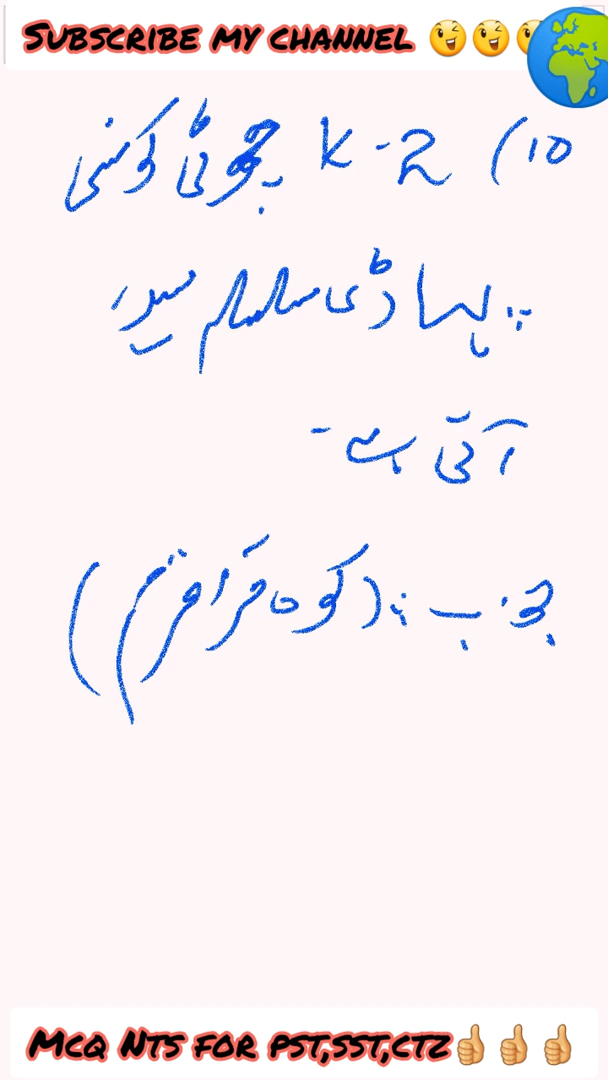 SUBSCRIBE MY CHANNEL 😉😉😉
10) K-2 چوٹی کونسی
پہاڑی سلسلہ میں
آتی ہے -
جواب :- (کوہ قراقرم)
MCQ NTS FOR PST,SST,CTZ👍👍👍